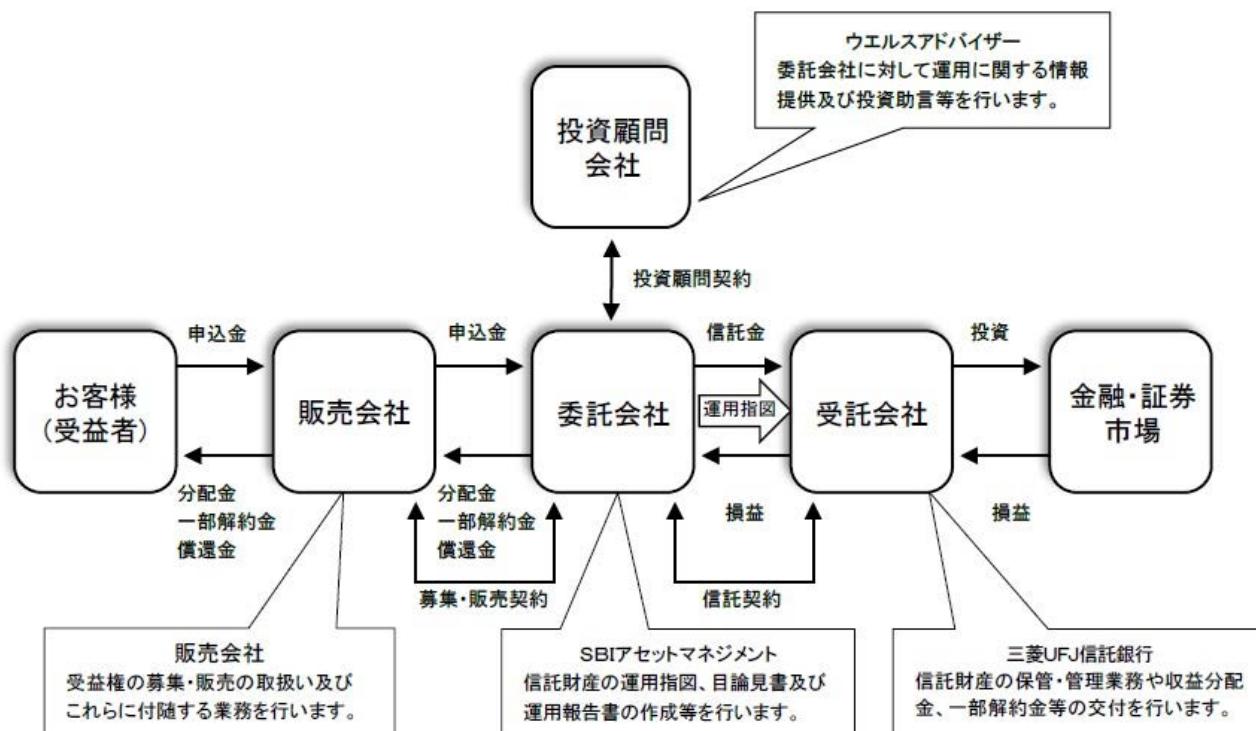 ウエルスアドバイザー
委託会社に対して運用に関する情報
提供及び投資助言等を行います。
投資顧問
会社
投資顧問契約
申込金
申込金
信託金
投資
お客様
（受益者）
販売会社
委託会社
運用指図
受託会社
金融・証券
市場
分配金
一部解約金
償還金
分配金
一部解約金
償還金
損益
損益
募集・販売契約
信託契約
販売会社
受益権の募集・販売の取扱い及び
これらに付随する業務を行います。
SBIアセットマネジメント
信託財産の運用指図、目論見書及び
運用報告書の作成等を行います。
三菱UFJ信託銀行
信託財産の保管・管理業務や収益分配
金、一部解約金等の交付を行います。